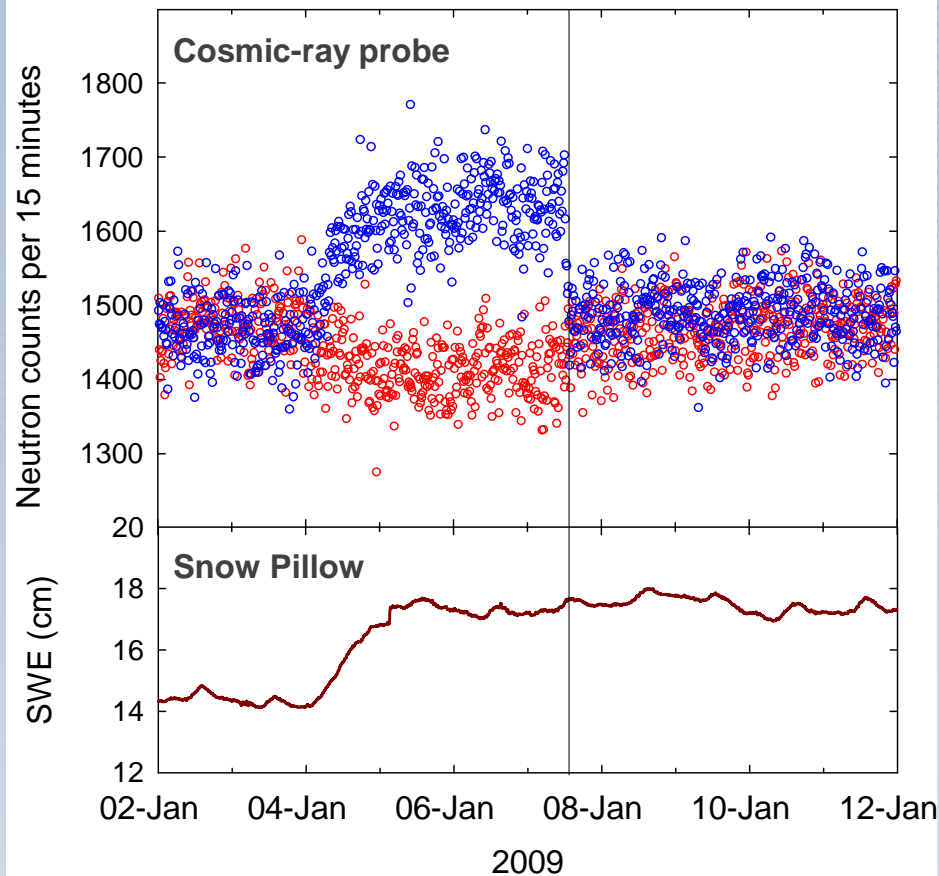 Cosmic-ray probe
Neutron counts per 15 minutes
1800
1700
1600
1500
1400
1300
20
Snow Pillow
SWE (cm)
18
16
14
12
02-Jan 04-Jan 06-Jan 08-Jan 10-Jan 12-Jan
2009